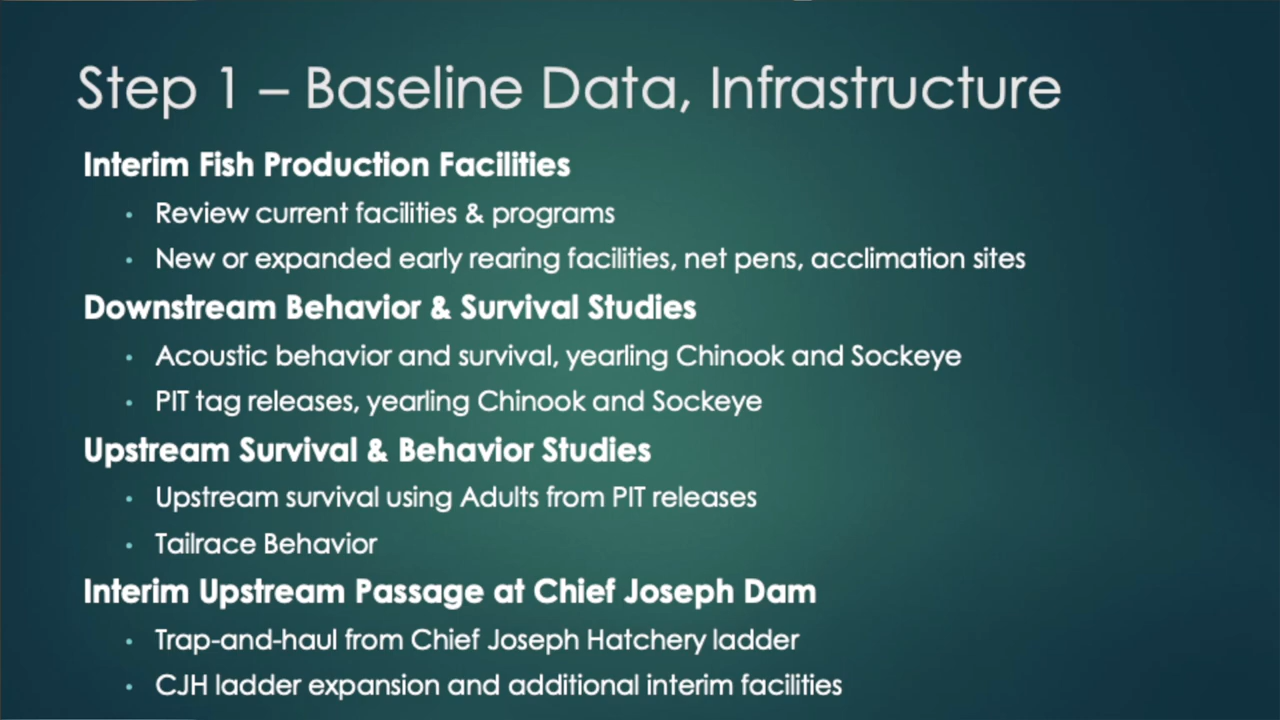 Step 1 – Baseline Data, Infrastructure
Interim Fish Production Facilities
• Review current facilities & programs
• New or expanded early rearing facilities, net pens, acclimation sites
Downstream Behavior & Survival Studies
• Acoustic behavior and survival, yearling Chinook and Sockeye
• PIT tag releases, yearling Chinook and Sockeye
Upstream Survival & Behavior Studies
• Upstream survival using Adults from PIT releases
• Tailrace Behavior
Interim Upstream Passage at Chief Joseph Dam
• Trap-and-haul from Chief Joseph Hatchery ladder
• CJH ladder expansion and additional interim facilities